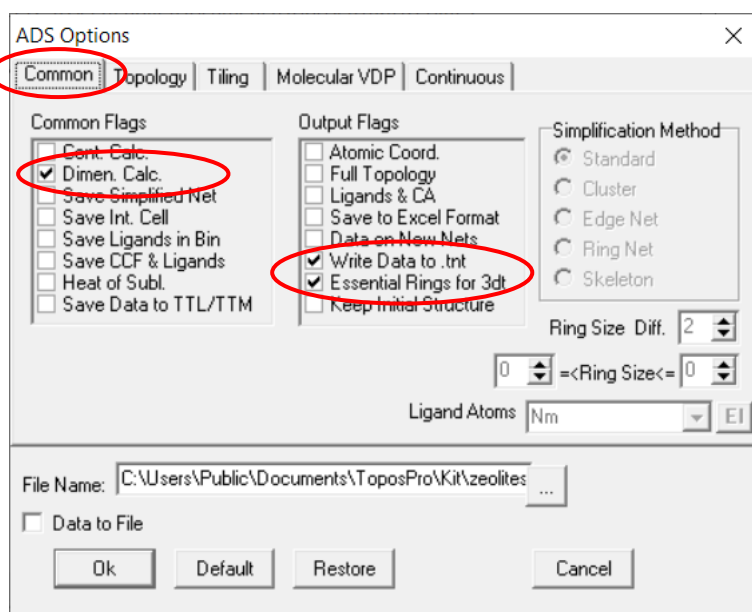 ADS Options
Common Topology Tiling Molecular VDP Continuous
Common Flags
Cont. Calc.
Dimen. Calc.
Save Simplified Net
Save Int. Cell
Save Ligands in Bin
Save CCF & Ligands
Heat of Subl.
Save Data to TTL/TTM
Output Flags
Atomic Coord.
Full Topology
Ligands & CA
Save to Excel Format
Data on New Nets
Write Data to .tnt
Essential Rings for 3dt
Keep Initial Structure
Simplification Method
Standard
Cluster
Edge Net
Ring Net
Skeleton
Ring Size Diff. 2
0 =<Ring Size<= 0
Ligand Atoms Nm El
File Name: C:\Users\Public\Documents\ToposPro\Kit\zeolites ...
Data to File
Ok Default Restore Cancel